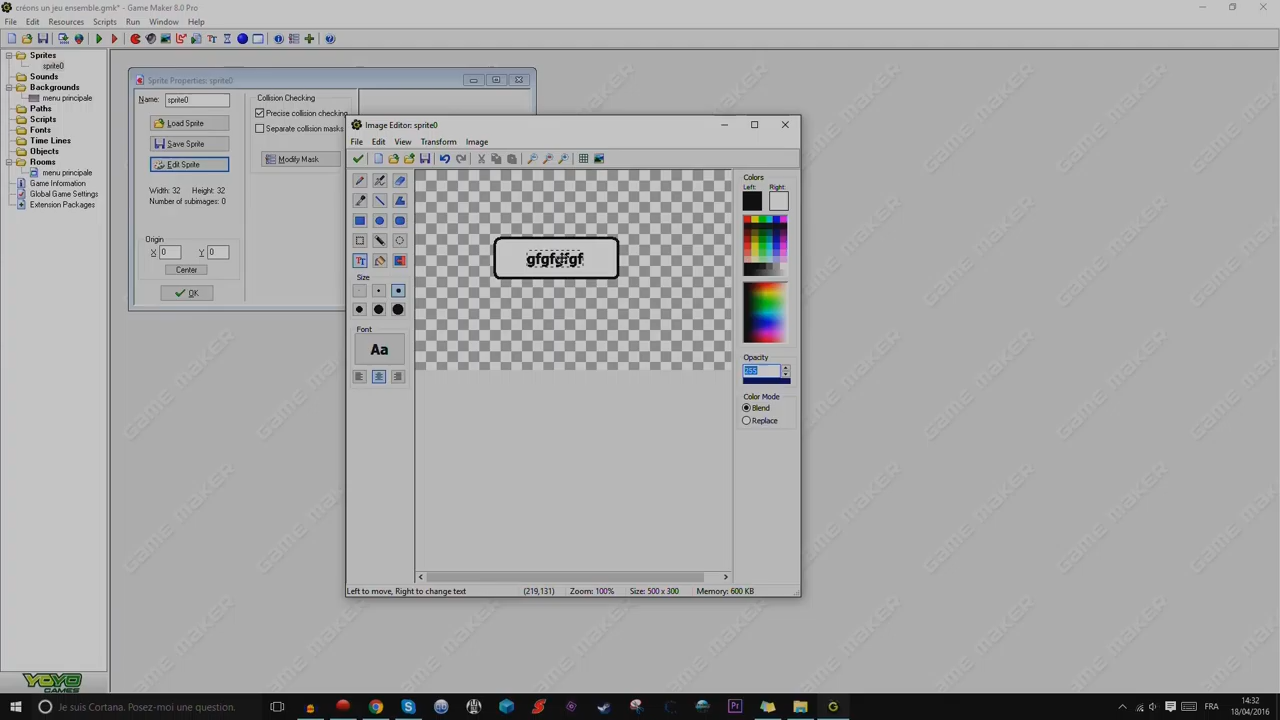 créons un jeu ensemble.gmk* - Game Maker 8.0 Pro
File Edit Resources Scripts Run Window Help
Sprites
sprite0
Sounds
Backgrounds
menu principale
Paths
Scripts
Fonts
Time Lines
Objects
Rooms
menu principale
Game Information
Global Game Settings
Extension Packages
Sprite Properties: sprite0
Name: sprite0
Load Sprite
Save Sprite
Edit Sprite
Width: 32 Height: 32
Number of subimages: 0
Origin
X 0 Y 0
Center
OK
Collision Checking
Precise collision checking
Separate collision masks
Modify Mask
Image Editor: sprite0
File Edit View Transform Image
Size
Font
Aa
Colors
Left: Right:
Opacity
255
Color Mode
Blend
Replace
Left to move, Right to change text (219,131) Zoom: 100% Size: 500 x 300 Memory: 600 KB
GAME MAKER
YOYO
GAMES
Je suis Cortana. Posez-moi une question.
FRA
14:32
18/04/2016